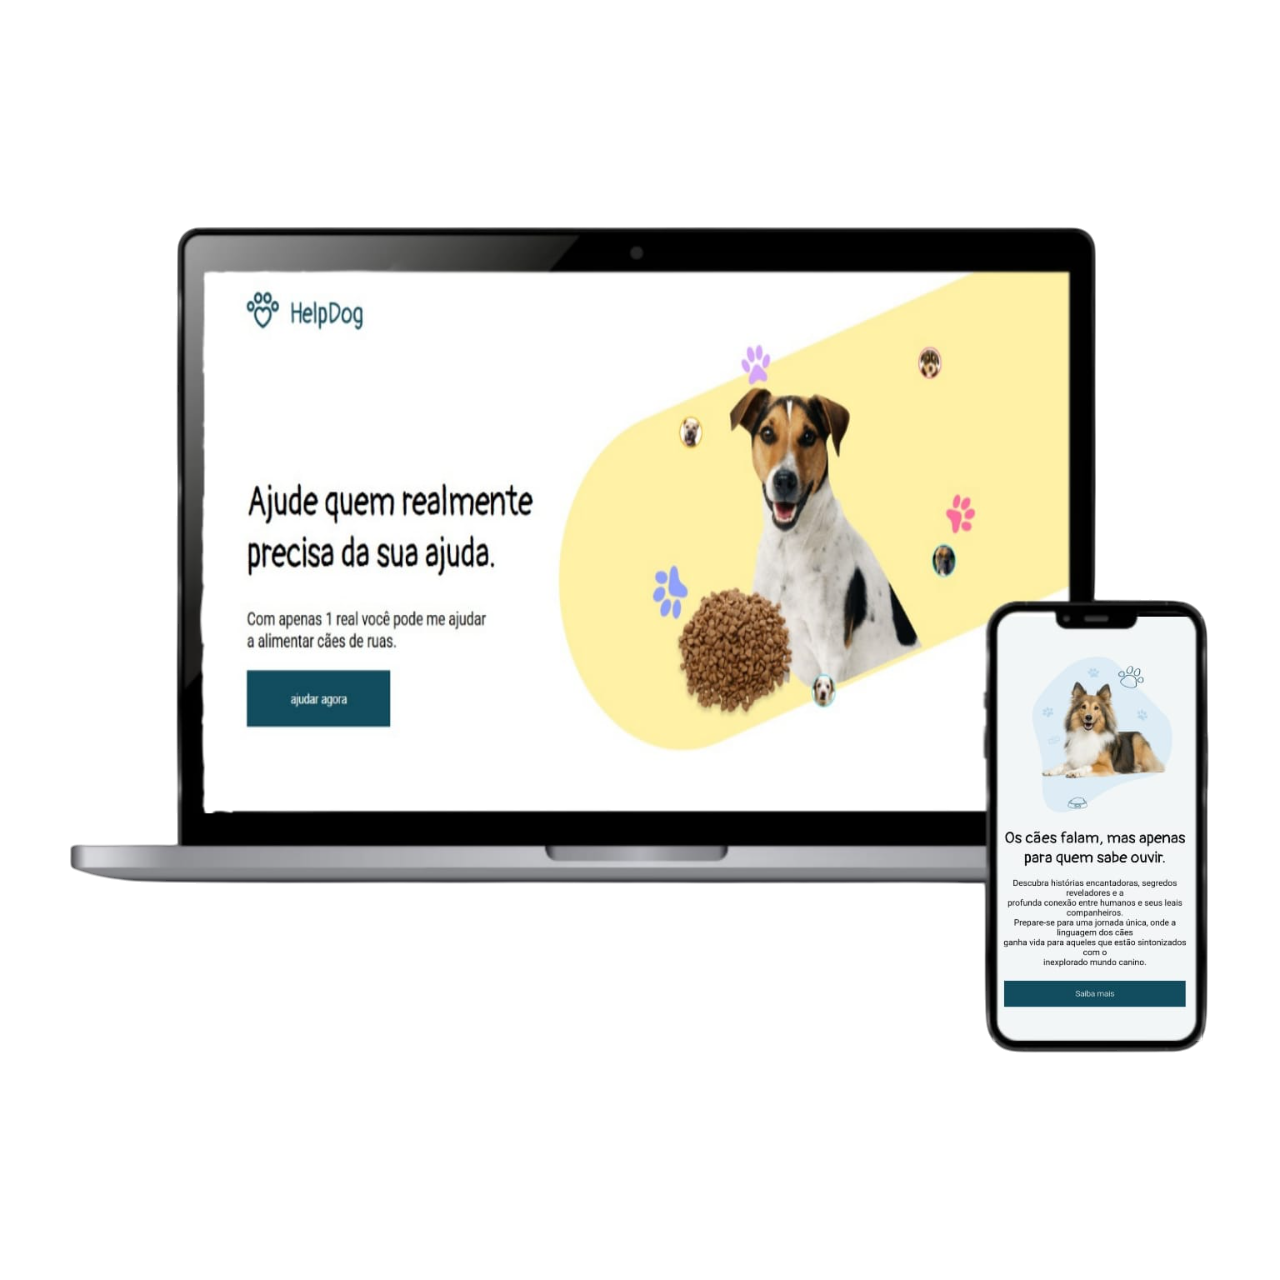 HelpDog
Ajude quem realmente
precisa da sua ajuda.
Com apenas 1 real você pode me ajudar
a alimentar cães de ruas.
ajudar agora
Os cães falam, mas apenas
para quem sabe ouvir.
Descubra histórias encantadoras, segredos
reveladores e a
profunda conexão entre humanos e seus leais
companheiros.
Prepare-se para uma jornada única, onde a
linguagem dos cães
ganha vida para aqueles que estão sintonizados
com o
inexplorado mundo canino.
Saiba mais